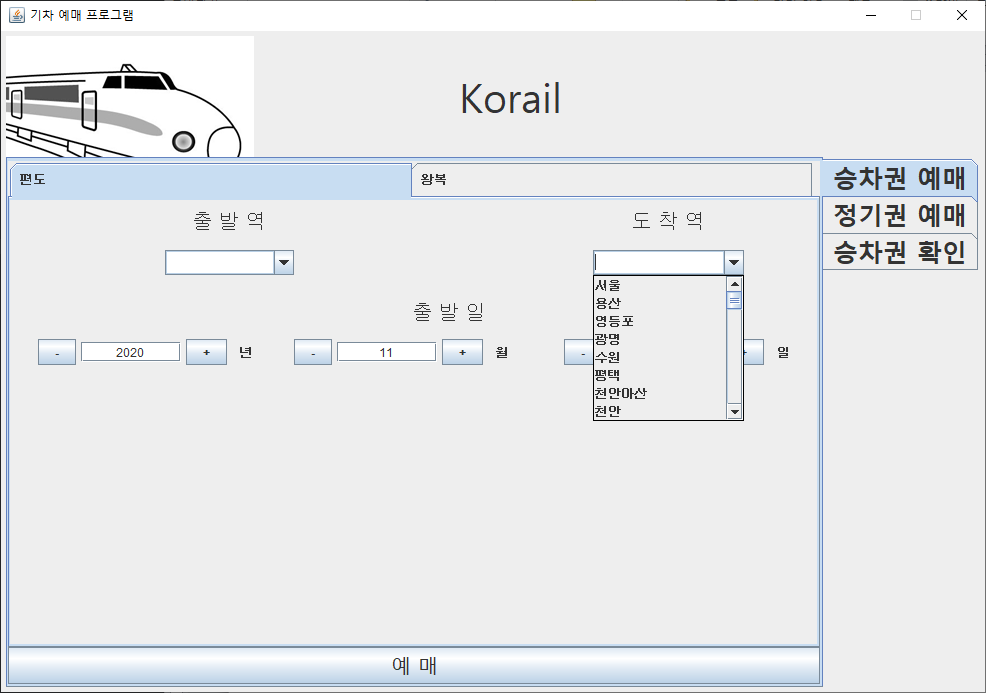 기차 예매 프로그램
Korail
편도
왕복
승차권 예매
정기권 예매
승차권 확인
출 발 역
도 착 역
서울
용산
영등포
광명
수원
평택
천안아산
천안
출 발 일
- 2020 + 년 - 11 + 월 - + 일
예 매